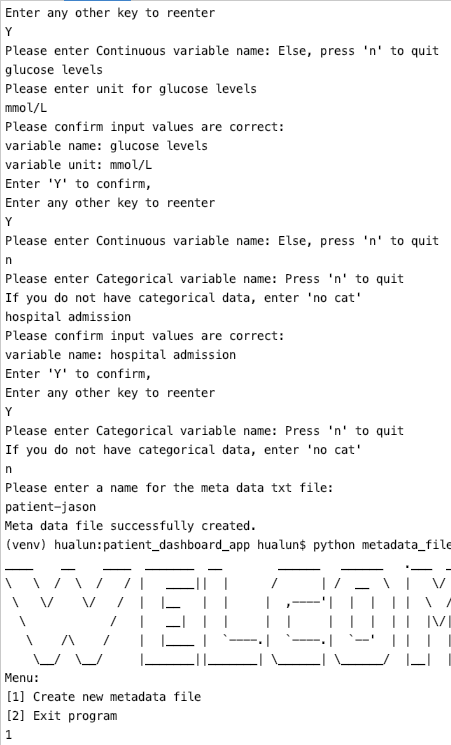 Enter any other key to reenter
Y
Please enter Continuous variable name: Else, press 'n' to quit
glucose levels
Please enter unit for glucose levels
mmol/L
Please confirm input values are correct:
variable name: glucose levels
variable unit: mmol/L
Enter 'Y' to confirm,
Enter any other key to reenter
Y
Please enter Continuous variable name: Else, press 'n' to quit
n
Please enter Categorical variable name: Press 'n' to quit
If you do not have categorical data, enter 'no cat'
hospital admission
Please confirm input values are correct:
variable name: hospital admission
Enter 'Y' to confirm,
Enter any other key to reenter
Y
Please enter Categorical variable name: Press 'n' to quit
If you do not have categorical data, enter 'no cat'
n
Please enter a name for the meta data txt file:
patient-jason
Meta data file successfully created.
(venv) hualun:patient_dashboard_app hualun$ python metadata_file
WELCOM
Menu:
[1] Create new metadata file
[2] Exit program
1